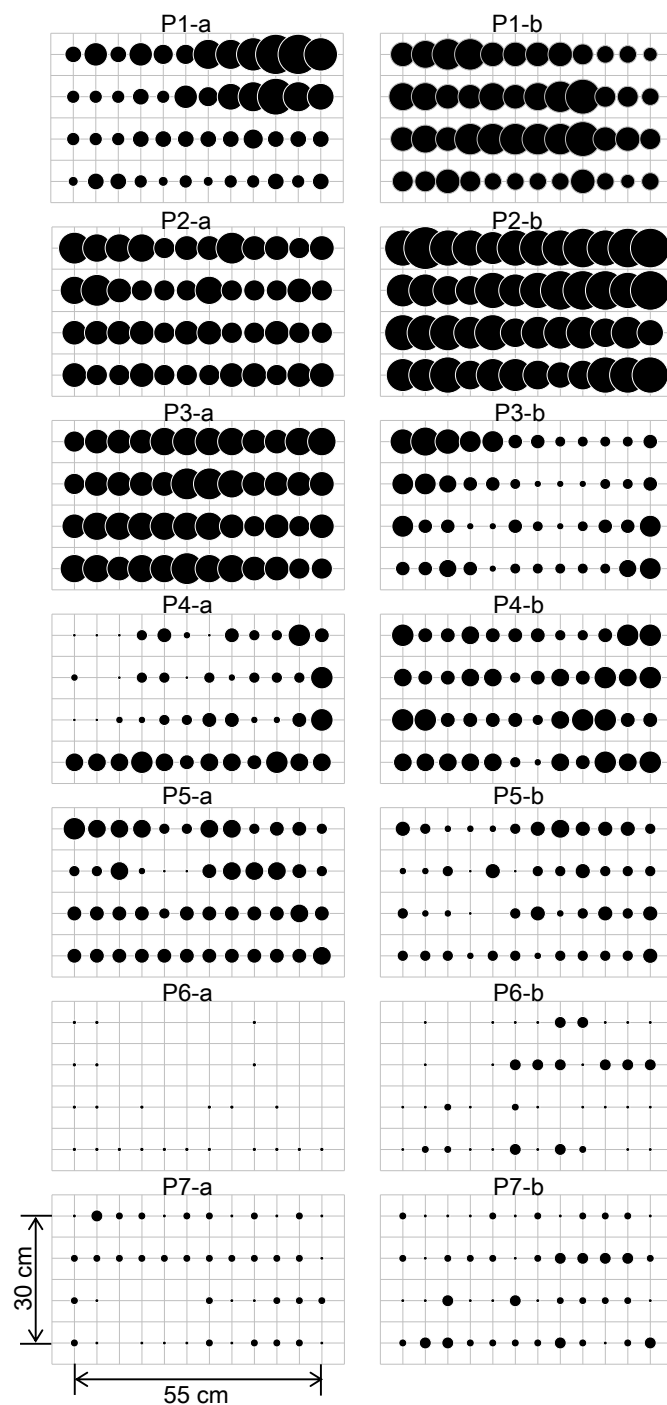 P1-a
P1-b
P2-a
P2-b
P3-a
P3-b
P4-a
P4-b
P5-a
P5-b
P6-a
P6-b
P7-a
P7-b
30 cm
55 cm